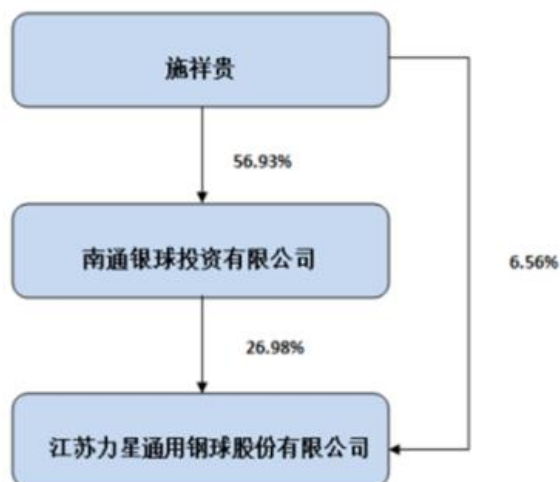 施祥贵
56.93%
南通银球投资有限公司
6.56%
26.98%
江苏力星通用钢球股份有限公司